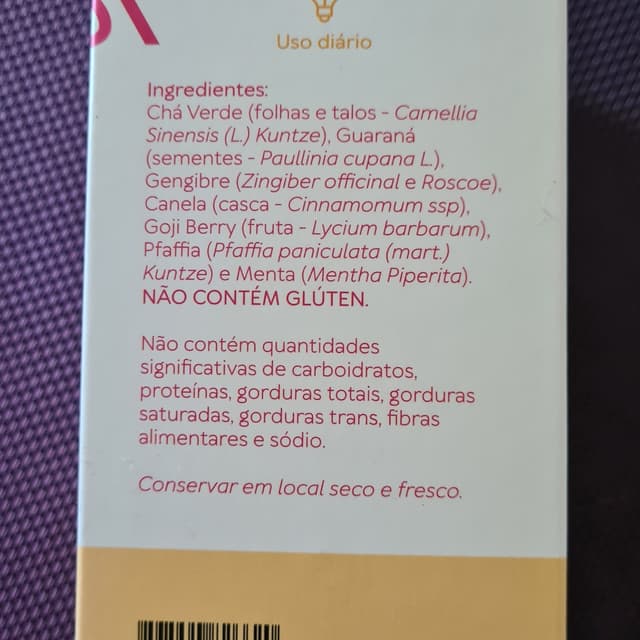 Uso diário
Ingredientes:
Chá Verde (folhas e talos - Camellia
Sinensis (L.) Kuntze), Guaraná
(sementes - Paullinia cupana L.),
Gengibre (Zingiber officinal e Roscoe),
Canela (casca - Cinnamomum ssp),
Goji Berry (fruta - Lycium barbarum),
Pfaffia (Pfaffia paniculata (mart.)
Kuntze) e Menta (Mentha Piperita).
NÃO CONTÉM GLÚTEN.
Não contém quantidades
significativas de carboidratos,
proteínas, gorduras totais, gorduras
saturadas, gorduras trans, fibras
alimentares e sódio.
Conservar em local seco e fresco.